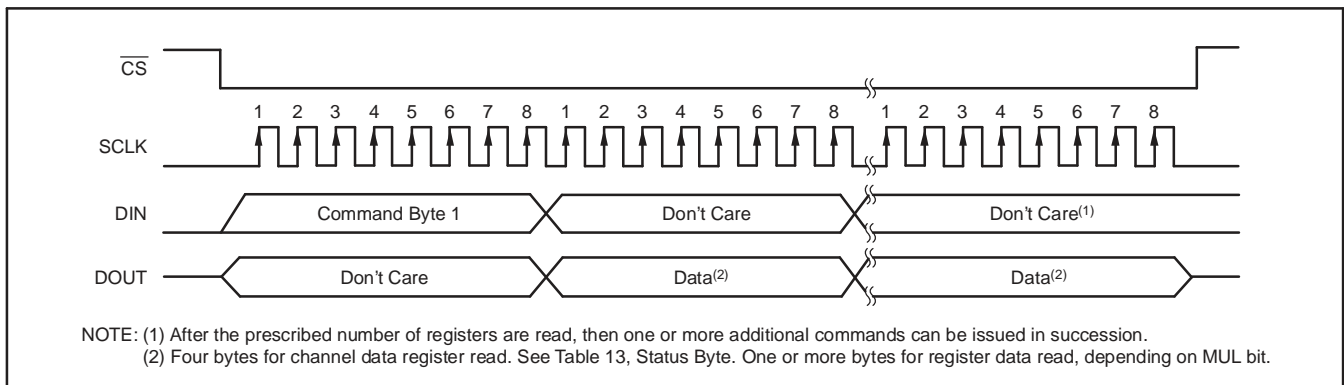 CS
1 2 3 4 5 6 7 8 1 2 3 4 5 6 7 8 1 2 3 4 5 6 7 8
SCLK
DIN Command Byte 1 Don't Care Don't Care(1)
DOUT Don't Care Data(2) Data(2)
NOTE: (1) After the prescribed number of registers are read, then one or more additional commands can be issued in succession.
(2) Four bytes for channel data register read. See Table 13, Status Byte. One or more bytes for register data read, depending on MUL bit.